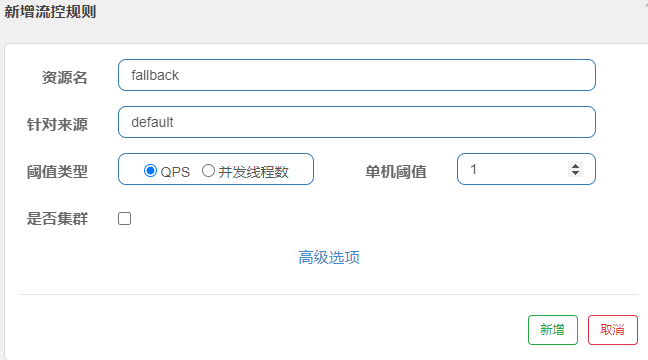 新增流控规则
资源名 fallback
针对来源 default
阈值类型 QPS 并发线程数 单机阈值 1
是否集群
高级选项
新增 取消